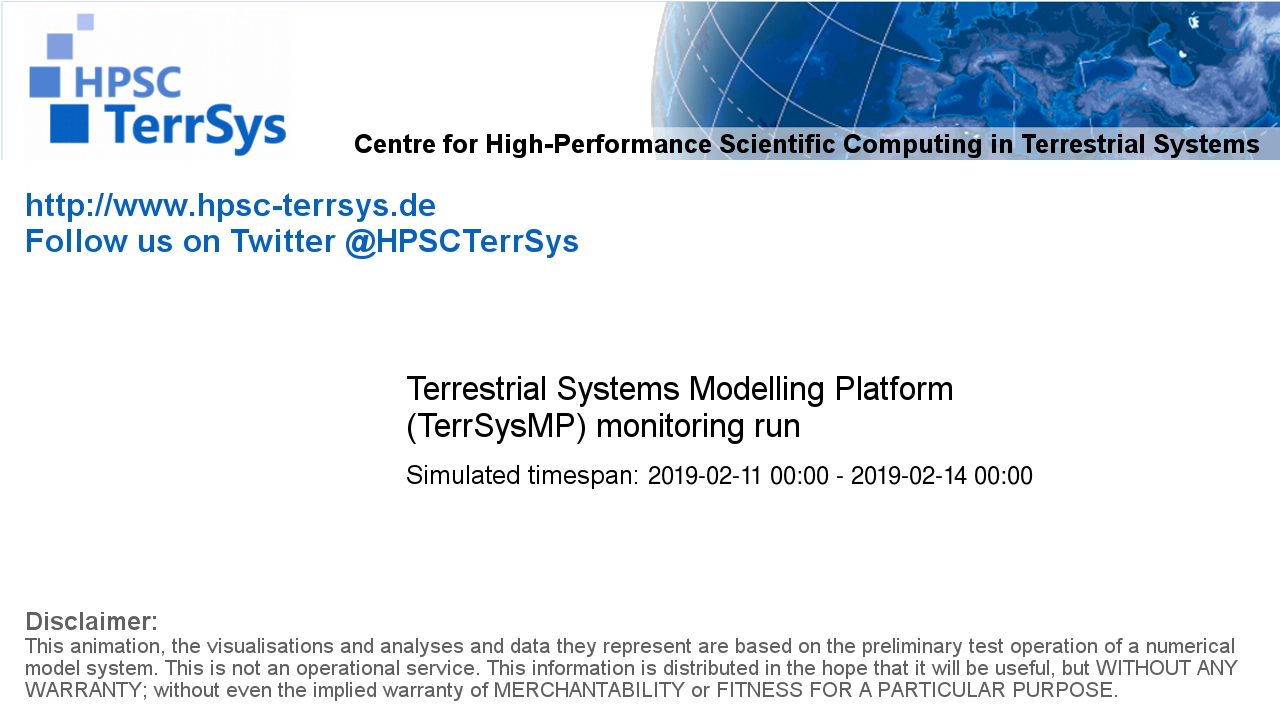 HPSC
TerrSys
Centre for High-Performance Scientific Computing in Terrestrial Systems
http://www.hpsc-terrsys.de
Follow us on Twitter @HPSCTerrSys
Terrestrial Systems Modelling Platform
(TerrSysMP) monitoring run
Simulated timespan: 2019-02-11 00:00 - 2019-02-14 00:00
Disclaimer:
This animation, the visualisations and analyses and data they represent are based on the preliminary test operation of a numerical
model system. This is not an operational service. This information is distributed in the hope that it will be useful, but WITHOUT ANY
WARRANTY; without even the implied warranty of MERCHANTABILITY or FITNESS FOR A PARTICULAR PURPOSE.